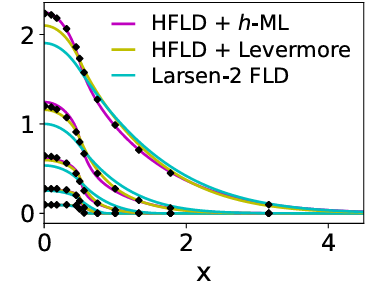 HFLD + h-ML
HFLD + Levermore
Larsen-2 FLD
2
1
0
0 2 4
x